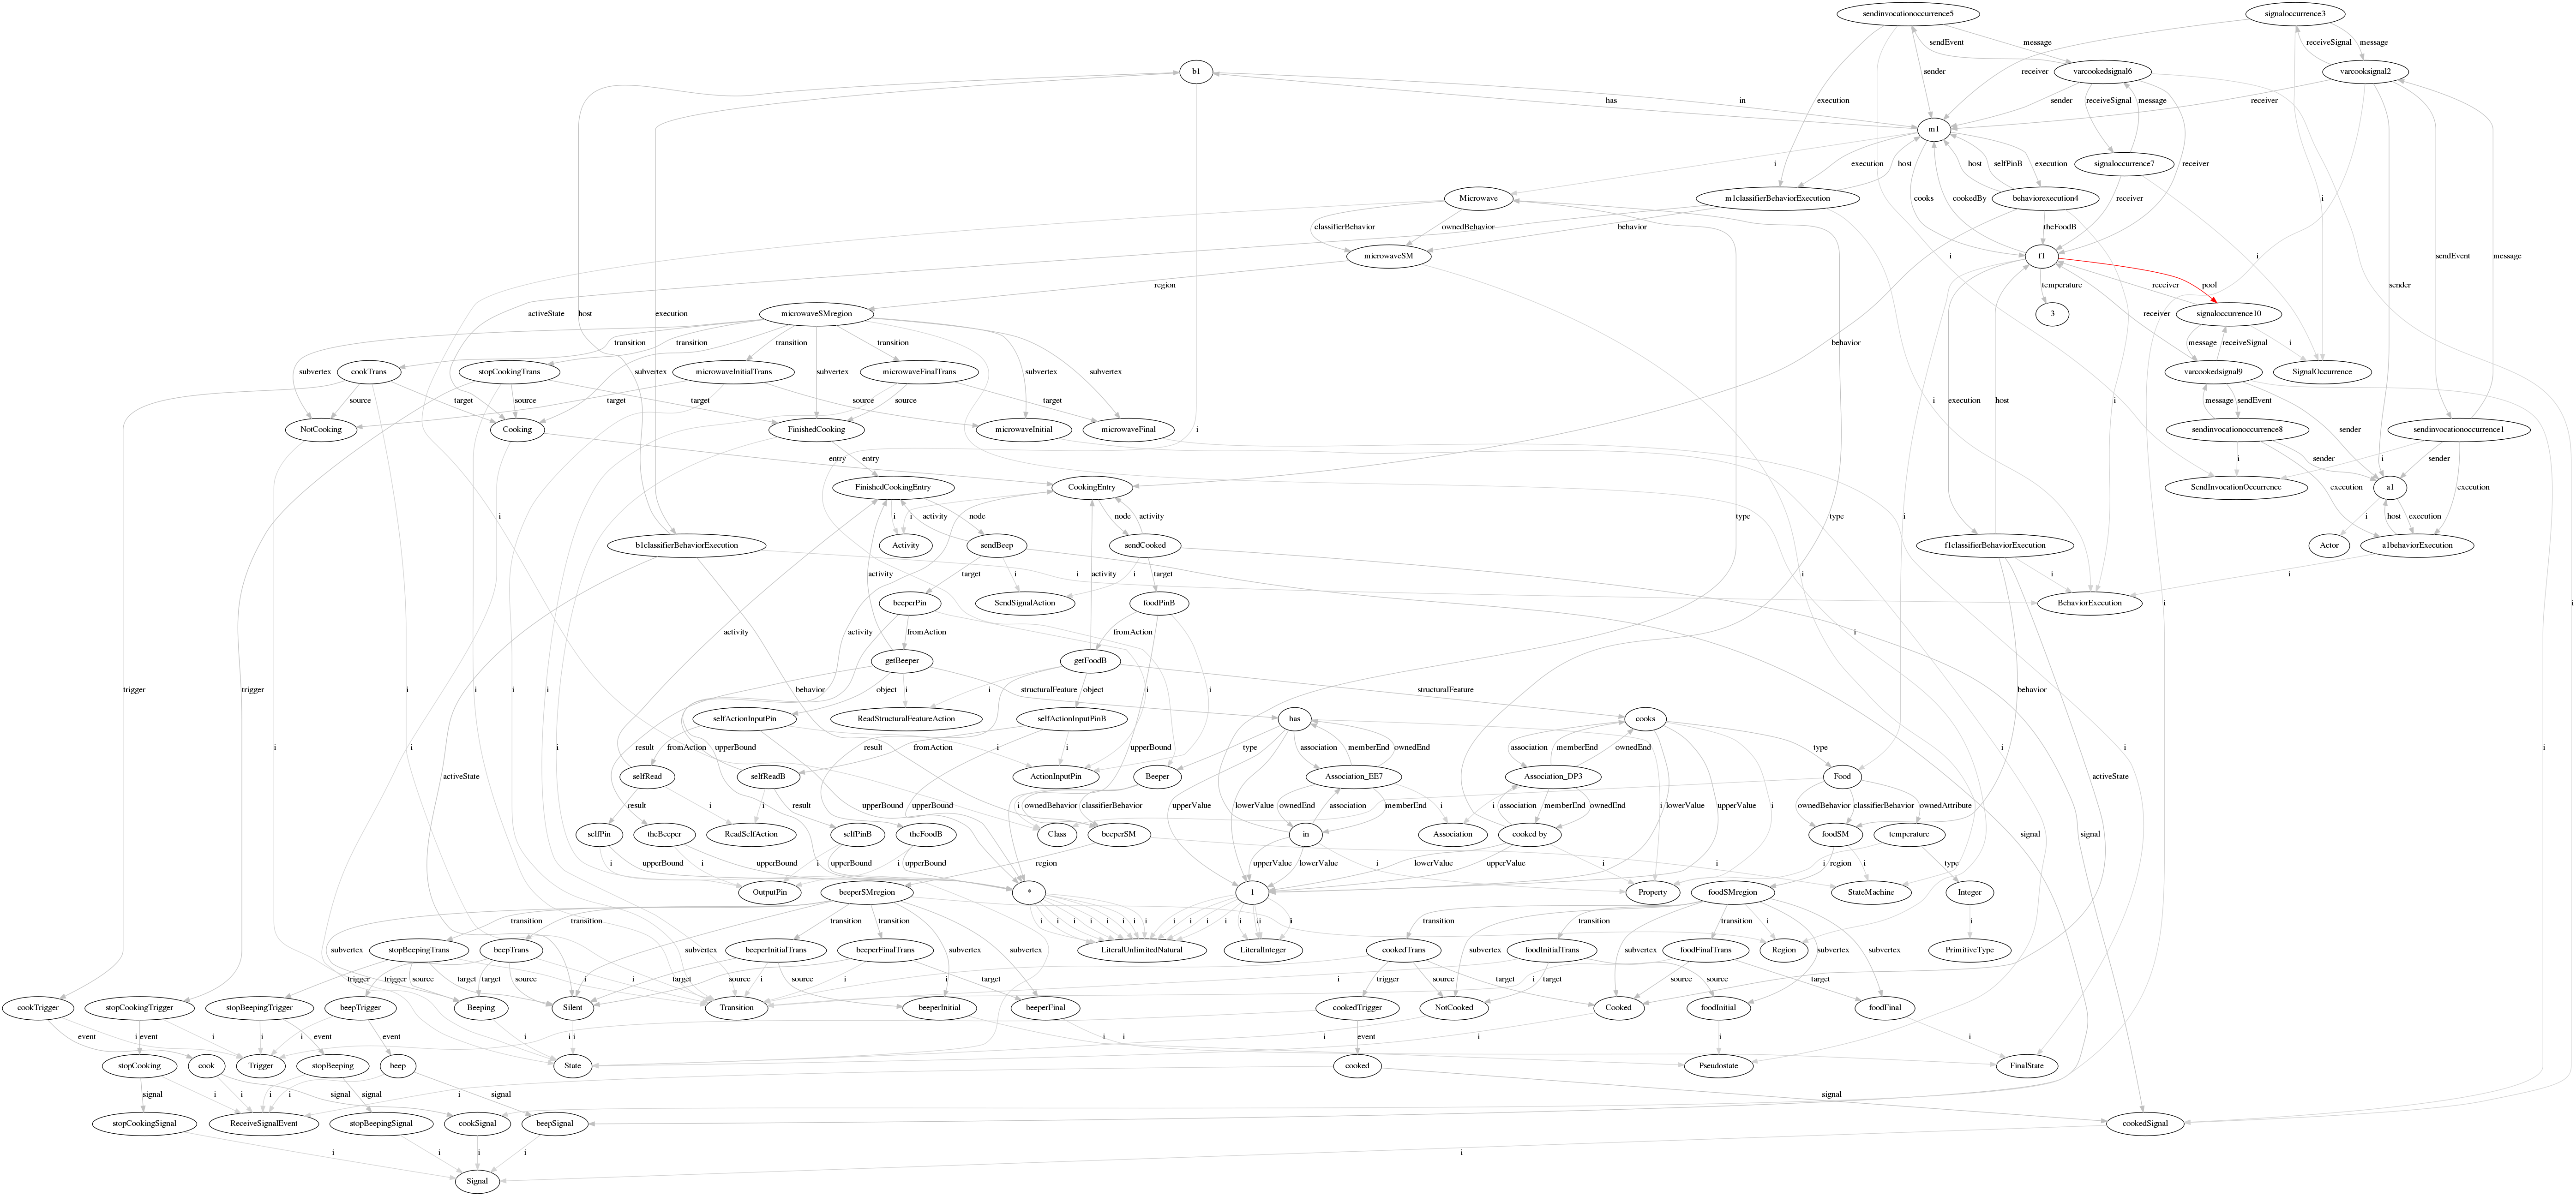 sendinvocationoccurrence5
signaloccurrence3
sendEvent
message
receiveSignal
message
b1
varcookedsignal6
varcooksignal2
receiver
has
in
sender
execution
sender
receiveSignal
message
receiver
m1
signaloccurrence7
receiver
i
execution
host
host
selfPinB
execution
i
Microwave
m1classifierBehaviorExecution
behaviorexecution4
cooks
cookedBy
receiver
classifierBehavior
ownedBehavior
behavior
theFoodB
microwaveSM
f1
i
i
sendEvent
message
region
temperature
receiver
pool
sender
microwaveSMregion
activeState
host
execution
3
signaloccurrence10
receiver
transition
transition
transition
transition
behavior
message
receiveSignal
i
subvertex
cookTrans
stopCookingTrans
subvertex
microwaveInitialTrans
subvertex
microwaveFinalTrans
subvertex
subvertex
varcookedsignal9
SignalOccurrence
source
target
source
target
target
source
source
target
i
i
message
sendEvent
NotCooking
Cooking
FinishedCooking
microwaveInitial
microwaveFinal
i
execution
host
sendinvocationoccurrence8
sender
sendinvocationoccurrence1
entry
entry
i
sender
i
sender
FinishedCookingEntry
CookingEntry
SendInvocationOccurrence
a1
type
type
i
execution
execution
i
i
activity
node
node
activity
i
host
execution
b1classifierBehaviorExecution
Activity
sendBeep
sendCooked
f1classifierBehaviorExecution
Actor
a1behaviorExecution
activity
target
i
i
i
target
i
i
i
beeperPin
SendSignalAction
foodPinB
BehaviorExecution
i
i
activity
activity
fromAction
fromAction
i
getBeeper
getFoodB
trigger
trigger
i
behavior
object
i
structuralFeature
i
object
i
i
structuralFeature
behavior
selfActionInputPin
ReadStructuralFeatureAction
selfActionInputPinB
has
cooks
result
fromAction
upperBound
i
result
fromAction
i
upperBound
type
association
memberEnd
ownedEnd
association
memberEnd
ownedEnd
type
i
i
activeState
selfRead
selfReadB
ActionInputPin
Beeper
Association_EE7
Association_DP3
Food
activeState
result
i
i
result
upperBound
upperBound
i
ownedBehavior
classifierBehavior
upperValue
lowerValue
ownedEnd
association
memberEnd
i
i
association
memberEnd
ownedEnd
lowerValue
upperValue
i
i
ownedBehavior
classifierBehavior
ownedAttribute
selfPin
theBeeper
ReadSelfAction
selfPinB
theFoodB
Class
beeperSM
in
Association
cooked by
foodSM
temperature
signal
signal
i
upperBound
i
upperBound
i
upperBound
i
upperBound
region
i
upperValue
lowerValue
i
lowerValue
upperValue
i
i
region
i
type
OutputPin
beeperSMregion
*
1
Property
foodSMregion
StateMachine
Integer
transition
transition
transition
transition
i
i
i
i
i
i
i
i
i
i
i
i
i
i
transition
transition
transition
i
i
subvertex
stopBeepingTrans
beepTrans
subvertex
beeperInitialTrans
beeperFinalTrans
subvertex
subvertex
LiteralUnlimitedNatural
LiteralInteger
cookedTrans
subvertex
foodInitialTrans
subvertex
foodFinalTrans
Region
subvertex
subvertex
PrimitiveType
trigger
trigger
source
target
target
source
i
i
target
source
i
source
i
target
trigger
source
target
i
target
source
source
target
cookTrigger
stopCookingTrigger
stopBeepingTrigger
beepTrigger
Beeping
Silent
Transition
beeperInitial
beeperFinal
cookedTrigger
NotCooked
Cooked
foodInitial
foodFinal
event
i
event
i
i
i
event
event
i
i
i
i
i
event
i
i
i
stopCooking
cook
Trigger
stopBeeping
beep
State
cooked
Pseudostate
FinalState
signal
i
i
i
i
signal
signal
signal
signal
stopCookingSignal
ReceiveSignalEvent
stopBeepingSignal
cookSignal
beepSignal
cookedSignal
i
i
i
i
i
Signal